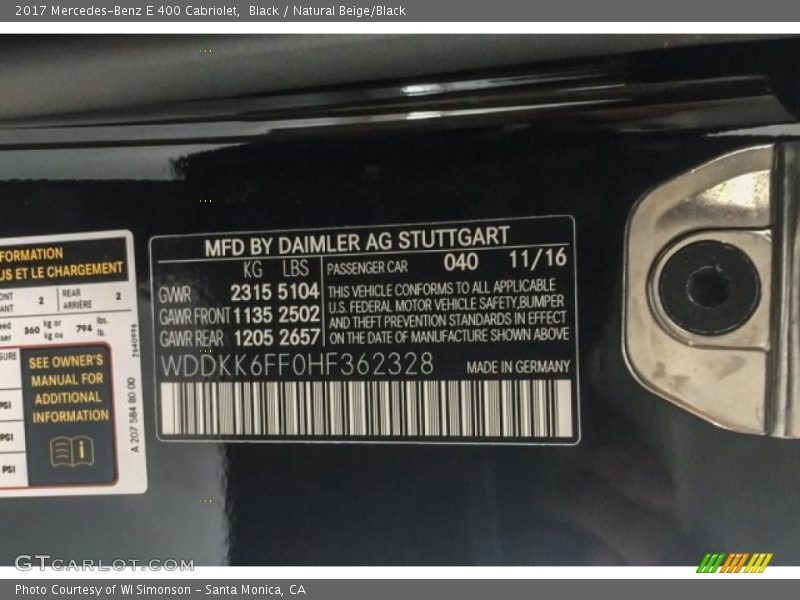 2017 Mercedes-Benz E 400 Cabriolet, Black / Natural Beige/Black
MFD BY DAIMLER AG STUTTGART
KG LBS
PASSENGER CAR 040 11/16
GVWR 2315 5104
GAWR FRONT 1135 2502
GAWR REAR 1205 2657
THIS VEHICLE CONFORMS TO ALL APPLICABLE
U.S. FEDERAL MOTOR VEHICLE SAFETY, BUMPER
AND THEFT PREVENTION STANDARDS IN EFFECT
ON THE DATE OF MANUFACTURE SHOWN ABOVE
WDDKK6FF0HF362328 MADE IN GERMANY
US ET LE CHARGEMENT
2 REAR 2
ARRIÈRE
360 kg or 794 lbs.
kg ou lb.
SEE OWNER'S
MANUAL FOR
ADDITIONAL
INFORMATION
PSI
PSI
PSI
A 207 584 80 00
2640996
GTCARLOT.COM
Photo Courtesy of WI Simonson - Santa Monica, CA